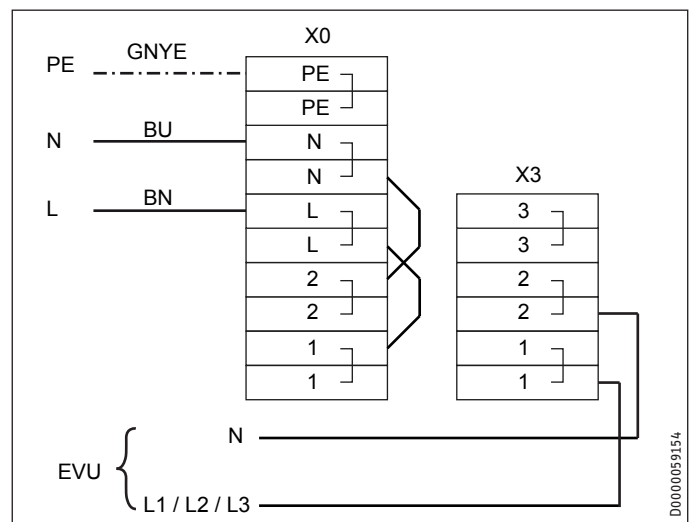 X0
PE GNYE PE
PE
N BU N
N
L BN L
L
2
2
1
1
X3
3
3
2
2
1
1
EVU
N
L1 / L2 / L3
D0000059154